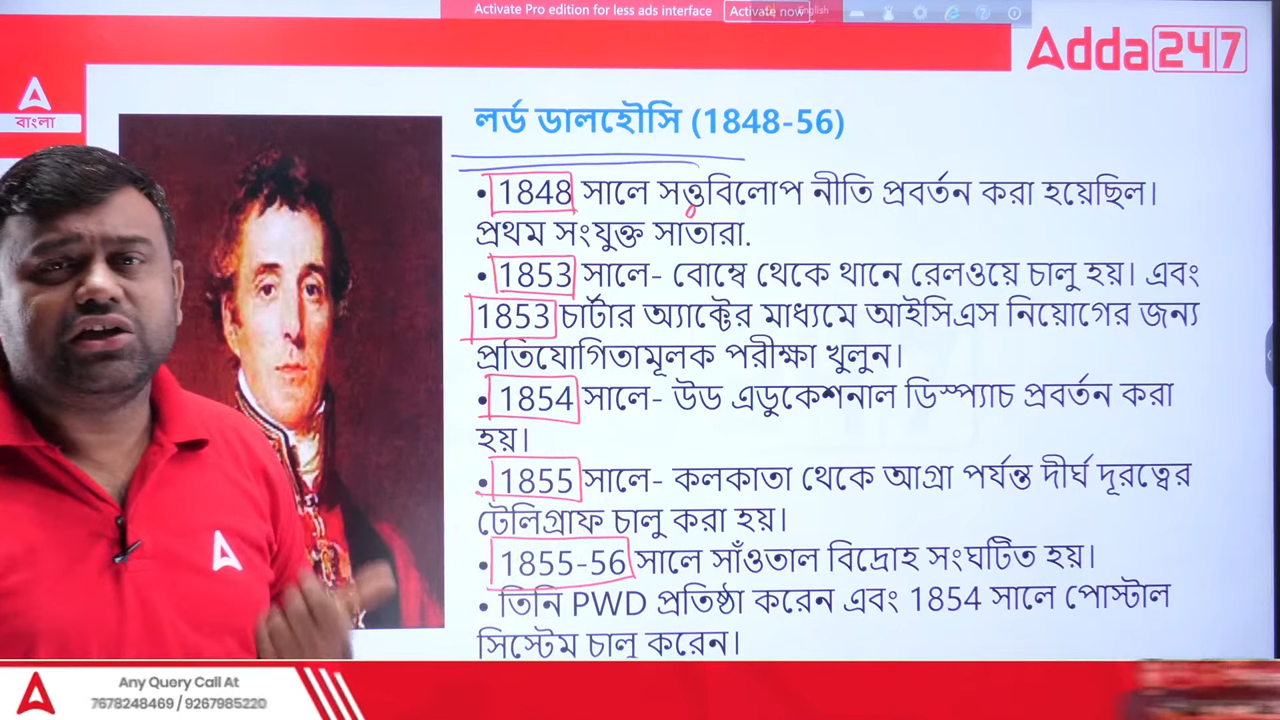 Activate Pro edition for less ads interface
Activate now
English
Adda247
বাংলা
লর্ড ডালহৌসি (1848-56)
• 1848 সালে সত্ত্ববিলোপ নীতি প্রবর্তন করা হয়েছিল।
প্রথম সংযুক্ত সাতারা.
• 1853 সালে- বোম্বে থেকে থানে রেলওয়ে চালু হয়। এবং
1853 চার্টার অ্যাক্টের মাধ্যমে আইসিএস নিয়োগের জন্য
প্রতিযোগিতামূলক পরীক্ষা খুলুন।
• 1854 সালে- উড এডুকেশনাল ডিস্প্যাচ প্রবর্তন করা
হয়।
• 1855 সালে- কলকাতা থেকে আগ্রা পর্যন্ত দীর্ঘ দূরত্বের
টেলিগ্রাফ চালু করা হয়।
• 1855-56 সালে সাঁওতাল বিদ্রোহ সংঘটিত হয়।
• তিনি PWD প্রতিষ্ঠা করেন এবং 1854 সালে পোস্টাল
সিস্টেম চালু করেন।
Any Query Call At
7678248469 / 9267985220